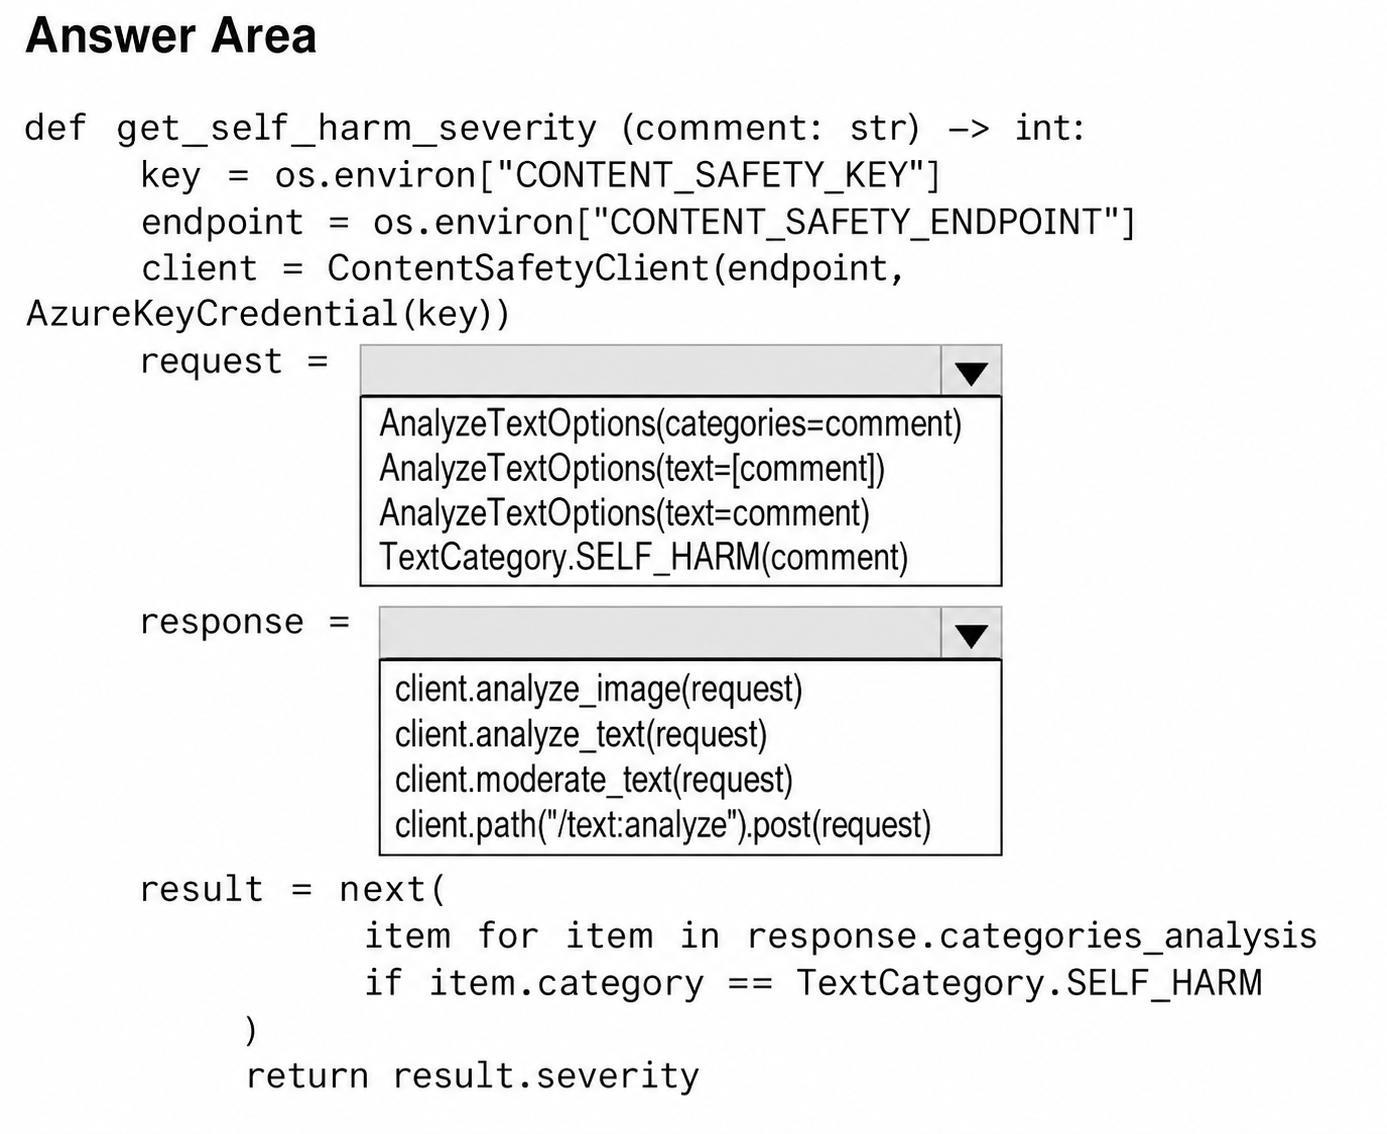 Answer Area
def get_self_harm_severity (comment: str) –> int:
key = os.environ["CONTENT_SAFETY_KEY"]
endpoint = os.environ["CONTENT_SAFETY_ENDPOINT"]
client = ContentSafetyClient(endpoint,
AzureKeyCredential(key))
request =
AnalyzeTextOptions(categories=comment)
AnalyzeTextOptions(text=[comment])
AnalyzeTextOptions(text=comment)
TextCategory.SELF_HARM(comment)
response =
client.analyze_image(request)
client.analyze_text(request)
client.moderate_text(request)
client.path("/text:analyze").post(request)
result = next(
item for item in response.categories_analysis
if item.category == TextCategory.SELF_HARM
)
return result.severity